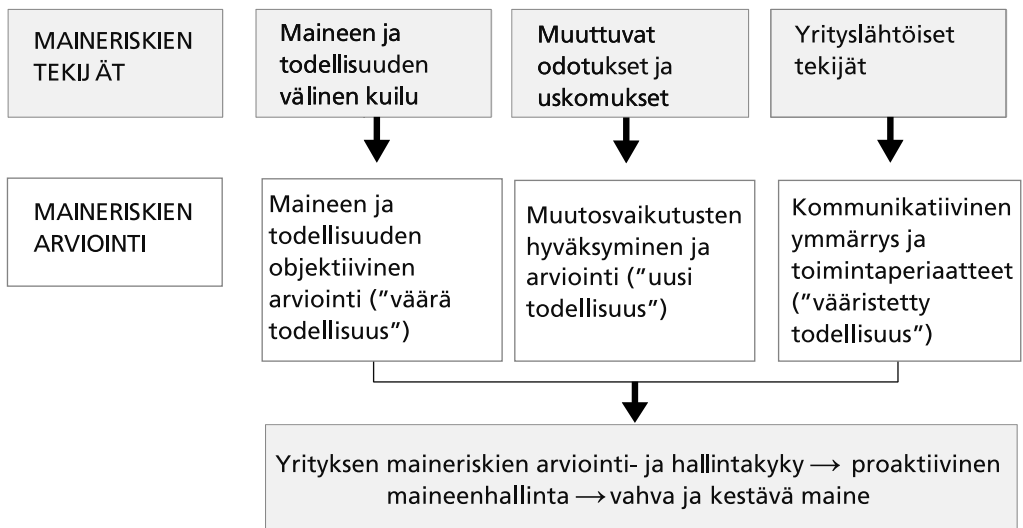 MAINERISKIEN
TEKIJÄT
Maineen ja
todellisuuden
välinen kuilu
Muuttuvat
odotukset ja
uskomukset
Yrityslähtöiset
tekijät
MAINERISKIEN
ARVIOINTI
Maineen ja
todellisuuden
objektiivinen
arviointi (”väärä
todellisuus”)
Muutosvaikutusten
hyväksyminen ja
arviointi (”uusi
todellisuus”)
Kommunikatiivinen
ymmärrys ja
toimintaperiaatteet
(”vääristetty
todellisuus”)
Yrityksen maineriskien arviointi- ja hallintakyky → proaktiivinen
maineenhallinta → vahva ja kestävä maine